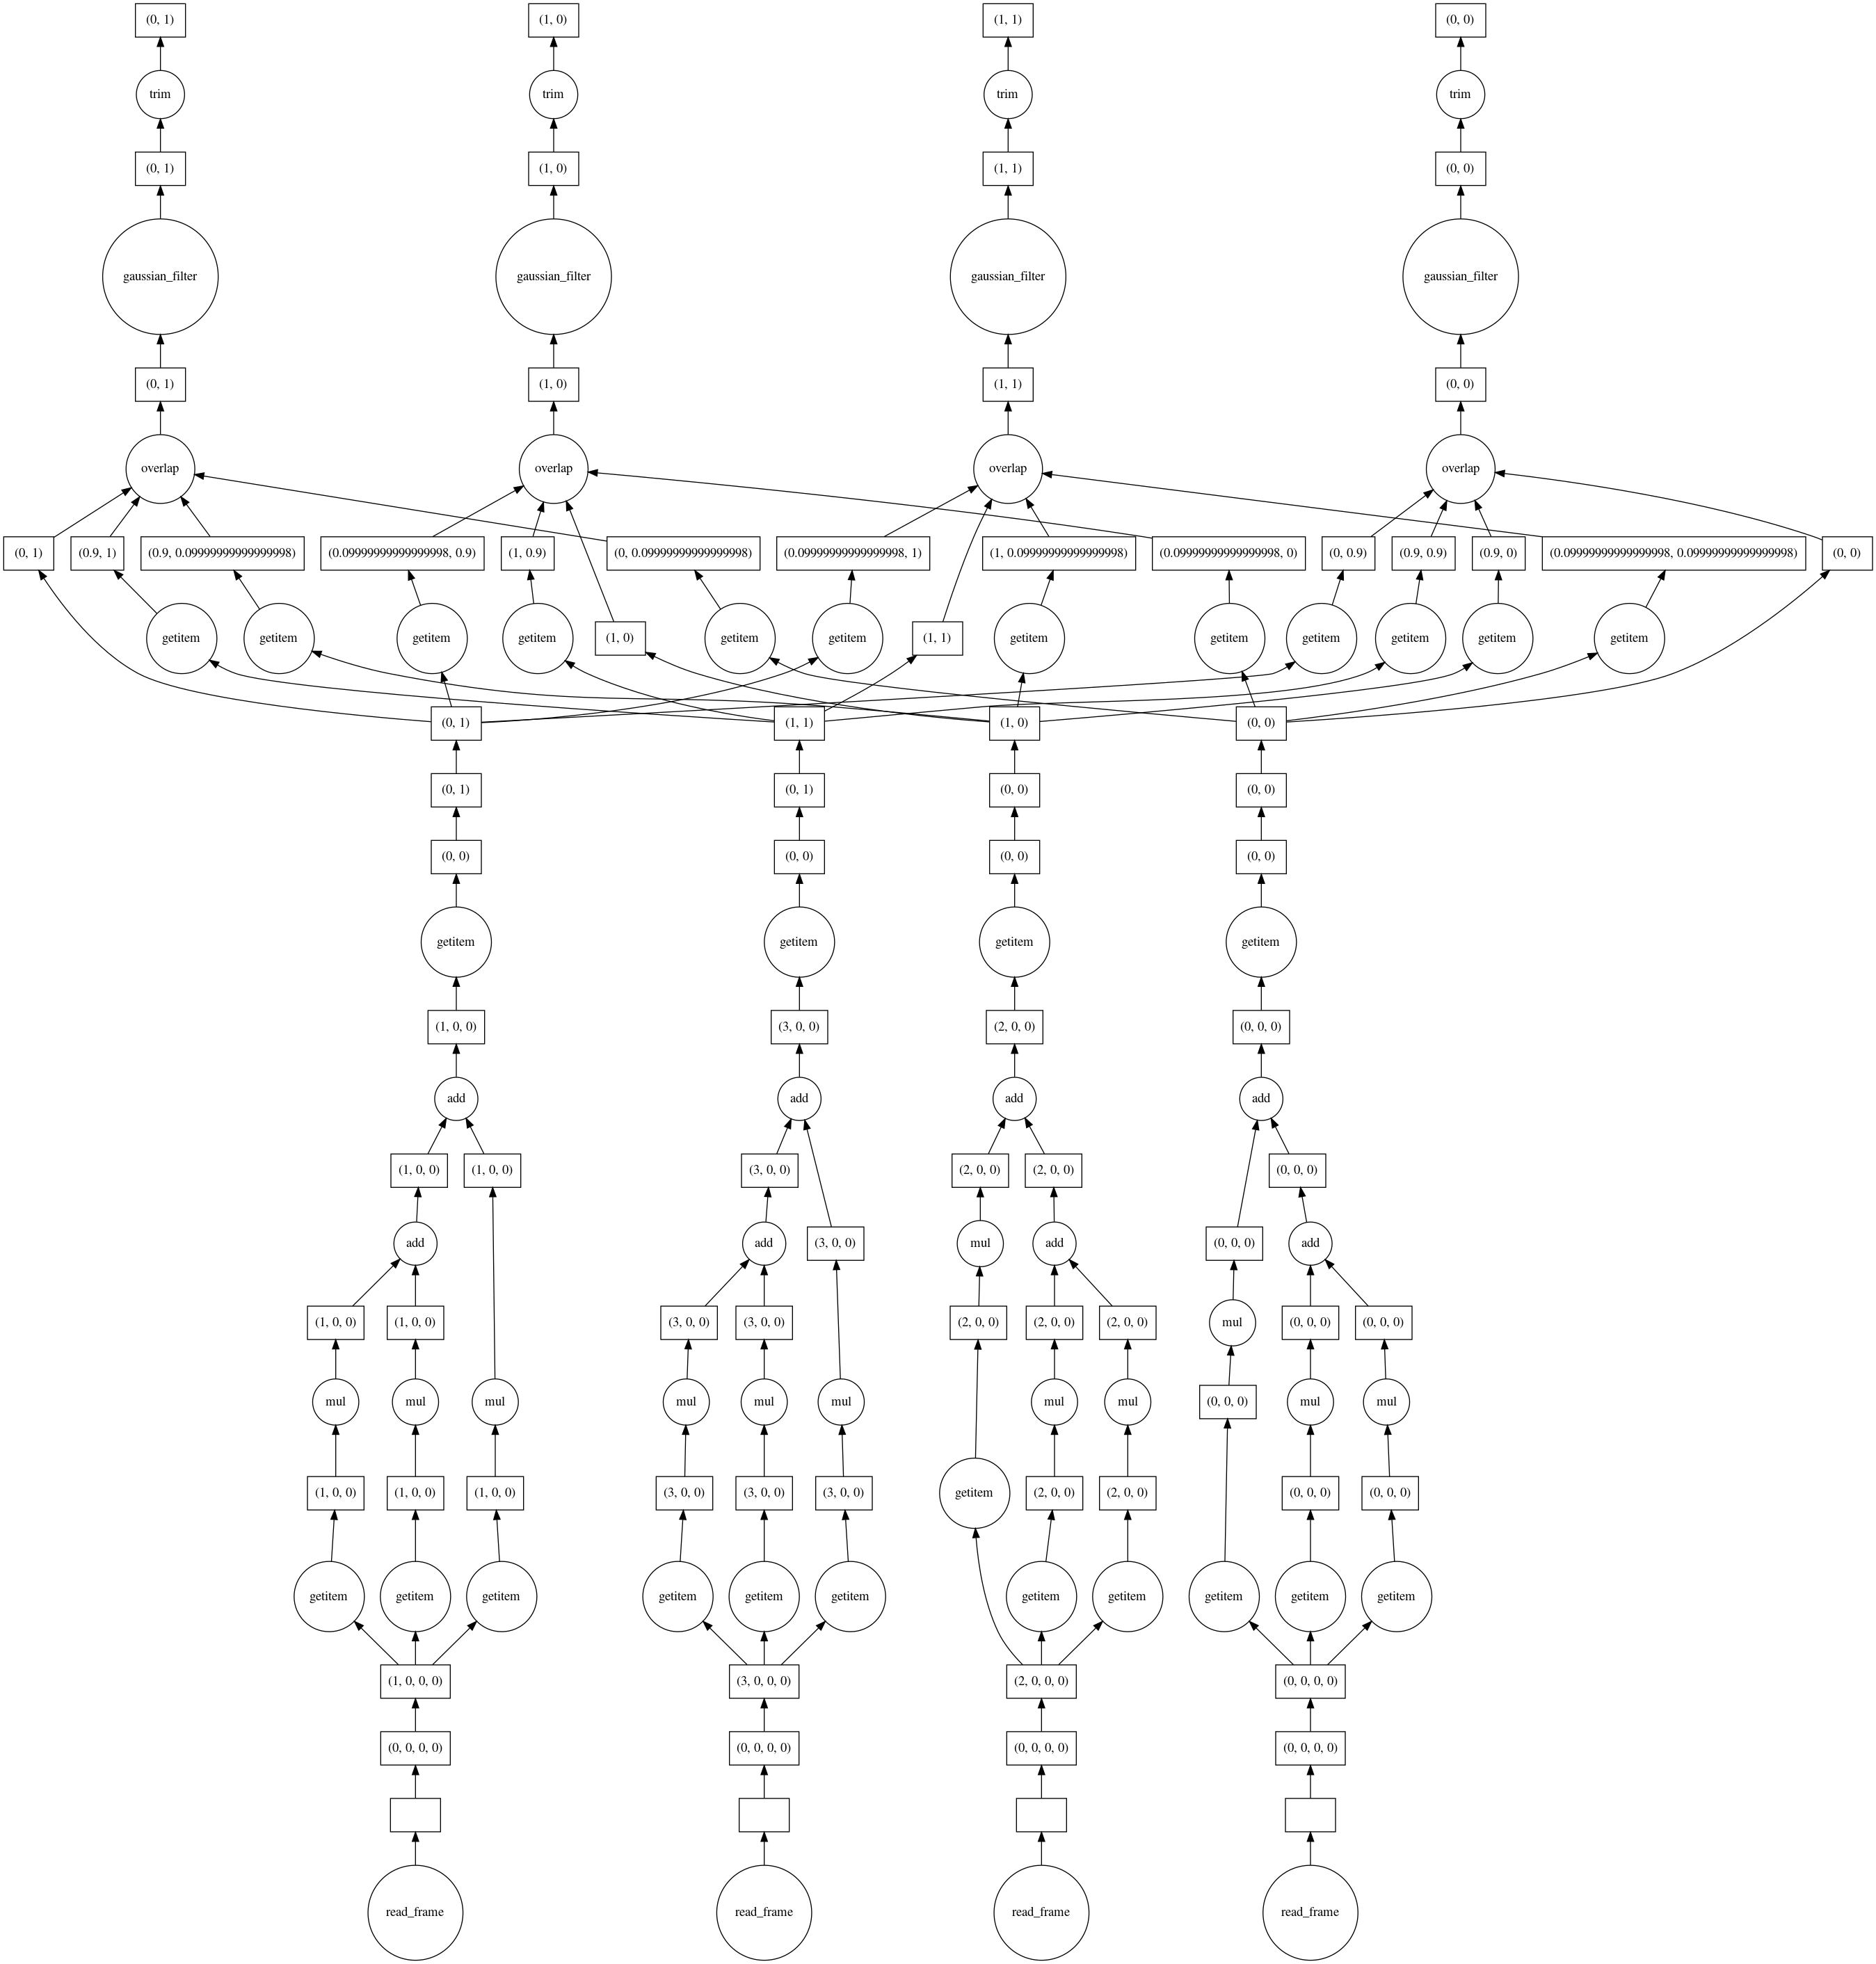 (0, 1) (1, 0) (1, 1) (0, 0)
trim trim trim trim
(0, 1) (1, 0) (1, 1) (0, 0)
gaussian_filter gaussian_filter gaussian_filter gaussian_filter
(0, 1) (1, 0) (1, 1) (0, 0)
overlap overlap overlap overlap
(0, 1) (0.9, 1) (0.9, 0.09999999999999998) (0.09999999999999998, 0.9) (1, 0.9) (0, 0.09999999999999998) (0.09999999999999998, 1) (1, 0.09999999999999998) (0.09999999999999998, 0) (0, 0.9) (0.9, 0.9) (0.9, 0) (0.09999999999999998, 0.09999999999999998) (0, 0)
getitem getitem getitem getitem (1, 0) getitem getitem (1, 1) getitem getitem getitem getitem getitem getitem
(0, 1) (1, 1) (1, 0) (0, 0)
(0, 1) (0, 1) (0, 0) (0, 0)
(0, 0) (0, 0) (0, 0) (0, 0)
getitem getitem getitem getitem
(1, 0, 0) (3, 0, 0) (2, 0, 0) (0, 0, 0)
add add add add
(1, 0, 0) (1, 0, 0) (3, 0, 0) (2, 0, 0) (2, 0, 0) (0, 0, 0)
add add (3, 0, 0) mul add (0, 0, 0) add
(1, 0, 0) (1, 0, 0) (3, 0, 0) (3, 0, 0) (2, 0, 0) (2, 0, 0) (2, 0, 0) mul (0, 0, 0) (0, 0, 0)
mul mul mul mul mul mul mul mul (0, 0, 0) mul mul
(1, 0, 0) (1, 0, 0) (1, 0, 0) (3, 0, 0) (3, 0, 0) (3, 0, 0) getitem (2, 0, 0) (2, 0, 0) (0, 0, 0) (0, 0, 0)
getitem getitem getitem getitem getitem getitem getitem getitem getitem getitem getitem
(1, 0, 0, 0) (3, 0, 0, 0) (2, 0, 0, 0) (0, 0, 0, 0)
(0, 0, 0, 0) (0, 0, 0, 0) (0, 0, 0, 0) (0, 0, 0, 0)
read_frame read_frame read_frame read_frame